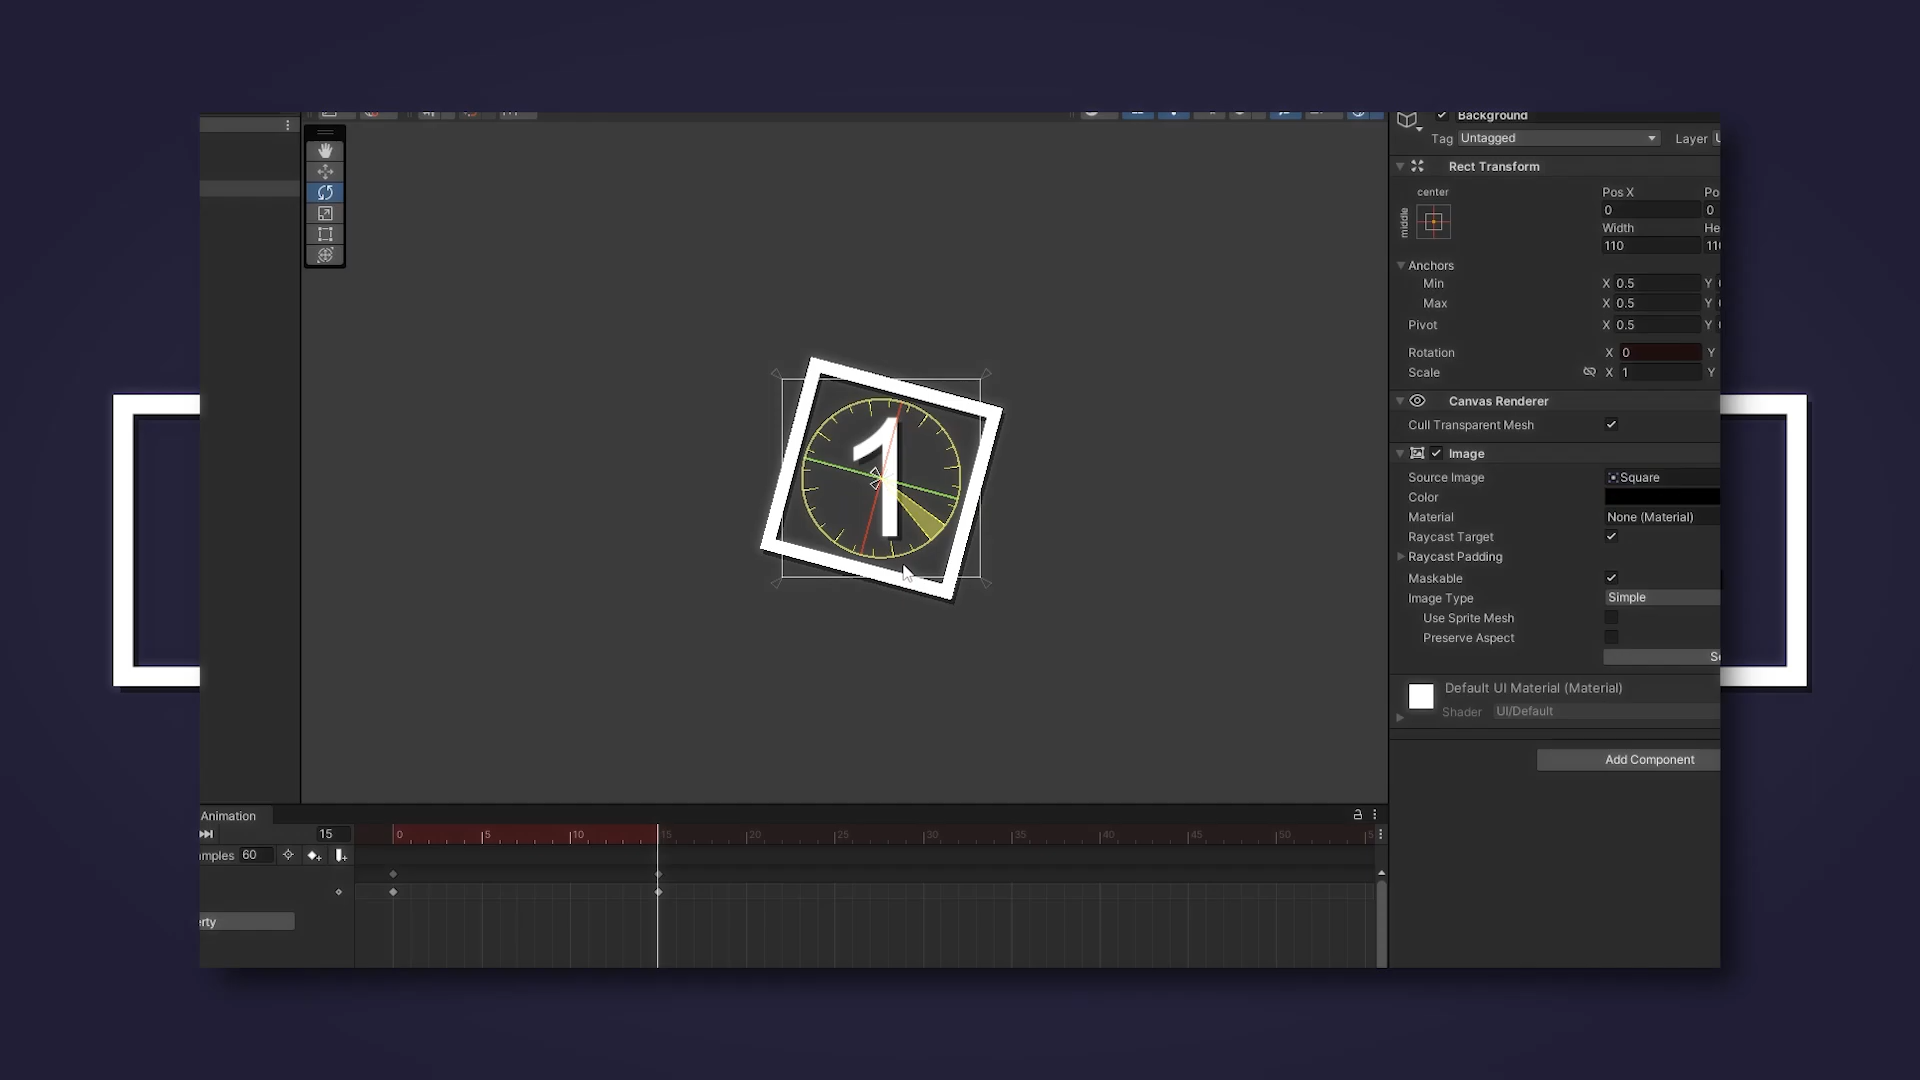 Background
Tag Untagged Layer
Rect Transform
center
Pos X
middle
0 0
Width
110
Anchors
Min X 0.5 Y
Max X 0.5 Y
Pivot X 0.5 Y
Rotation X 0 Y
Scale X 1 Y
Canvas Renderer
Cull Transparent Mesh
Image
Source Image Square
Color
Material None (Material)
Raycast Target
Raycast Padding
Maskable
Image Type Simple
Use Sprite Mesh
Preserve Aspect
Default UI Material (Material)
Shader UI/Default
Add Component
1
Animation
15 0 5 10 15 20 25 30 35 40 45 50
mples 60
erty